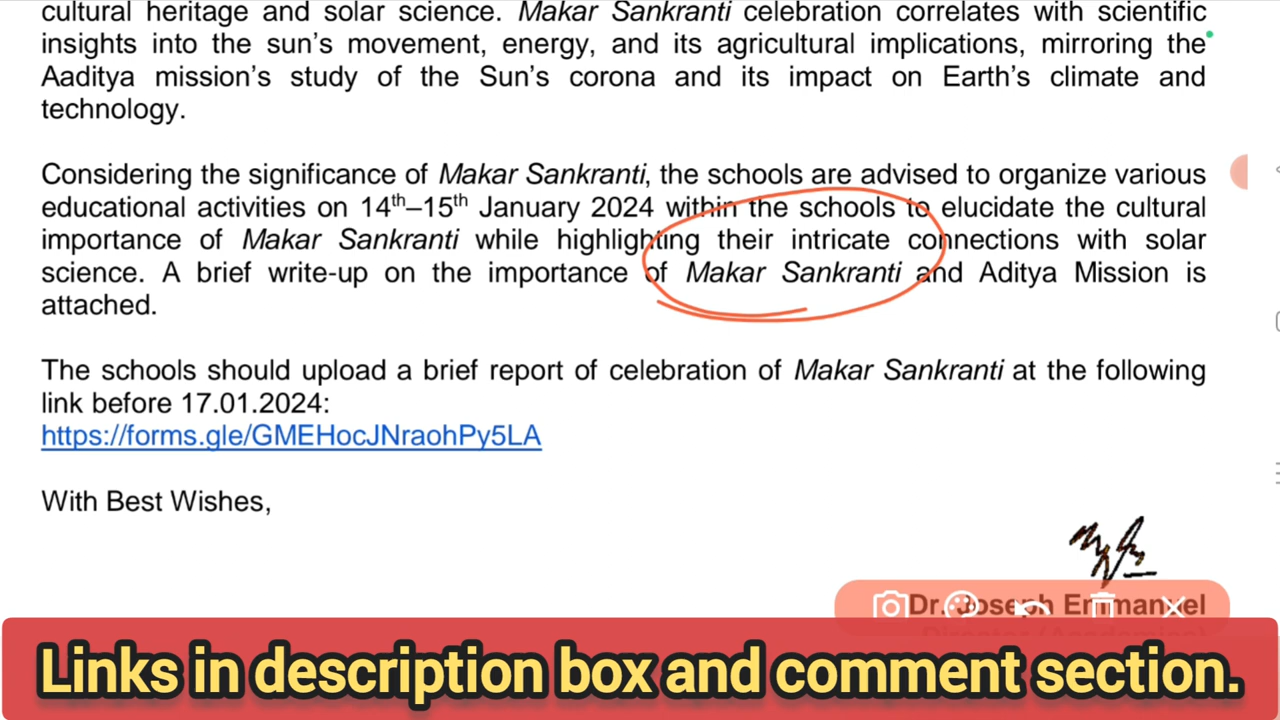 cultural heritage and solar science. Makar Sankranti celebration correlates with scientific
insights into the sun’s movement, energy, and its agricultural implications, mirroring the
Aaditya mission’s study of the Sun’s corona and its impact on Earth’s climate and
technology.
Considering the significance of Makar Sankranti, the schools are advised to organize various
educational activities on 14th–15th January 2024 within the schools to elucidate the cultural
importance of Makar Sankranti while highlighting their intricate connections with solar
science. A brief write-up on the importance of Makar Sankranti and Aditya Mission is
attached.
The schools should upload a brief report of celebration of Makar Sankranti at the following
link before 17.01.2024:
https://forms.gle/GMEHocJNraohPy5LA
With Best Wishes,
Dr. Joseph Emmanuel
Links in description box and comment section.